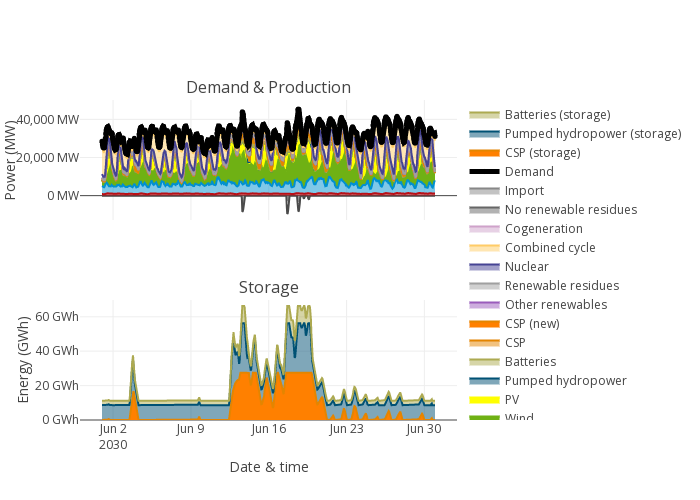 Demand & Production
Power (MW)
40,000 MW
20,000 MW
0 MW
Storage
Energy (GWh)
60 GWh
40 GWh
20 GWh
0 GWh
Jun 2
2030
Jun 9
Jun 16
Jun 23
Jun 30
Date & time
Batteries (storage)
Pumped hydropower (storage)
CSP (storage)
Demand
Import
No renewable residues
Cogeneration
Combined cycle
Nuclear
Renewable residues
Other renewables
CSP (new)
CSP
Batteries
Pumped hydropower
PV
Wind